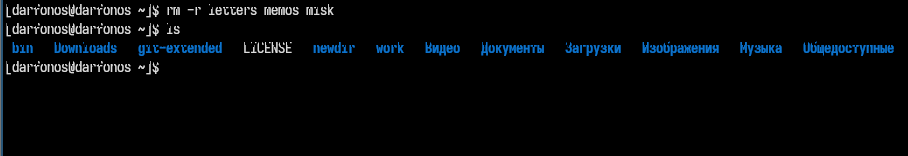 [darfonos@darfonos ~]$ rm -r letters memos misk
[darfonos@darfonos ~]$ ls
bin Downloads git-extended LICENSE newdir work Видео Документы Загрузки Изображения Музыка Общедоступные
[darfonos@darfonos ~]$